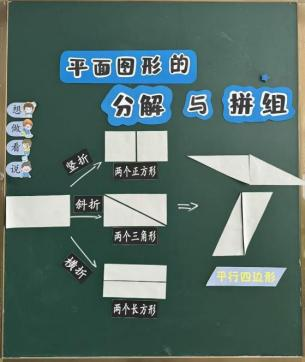 平面图形的
分解与拼组
想
做
看
说
竖折
两个正方形
斜折
两个三角形
横折
两个长方形
平行四边形